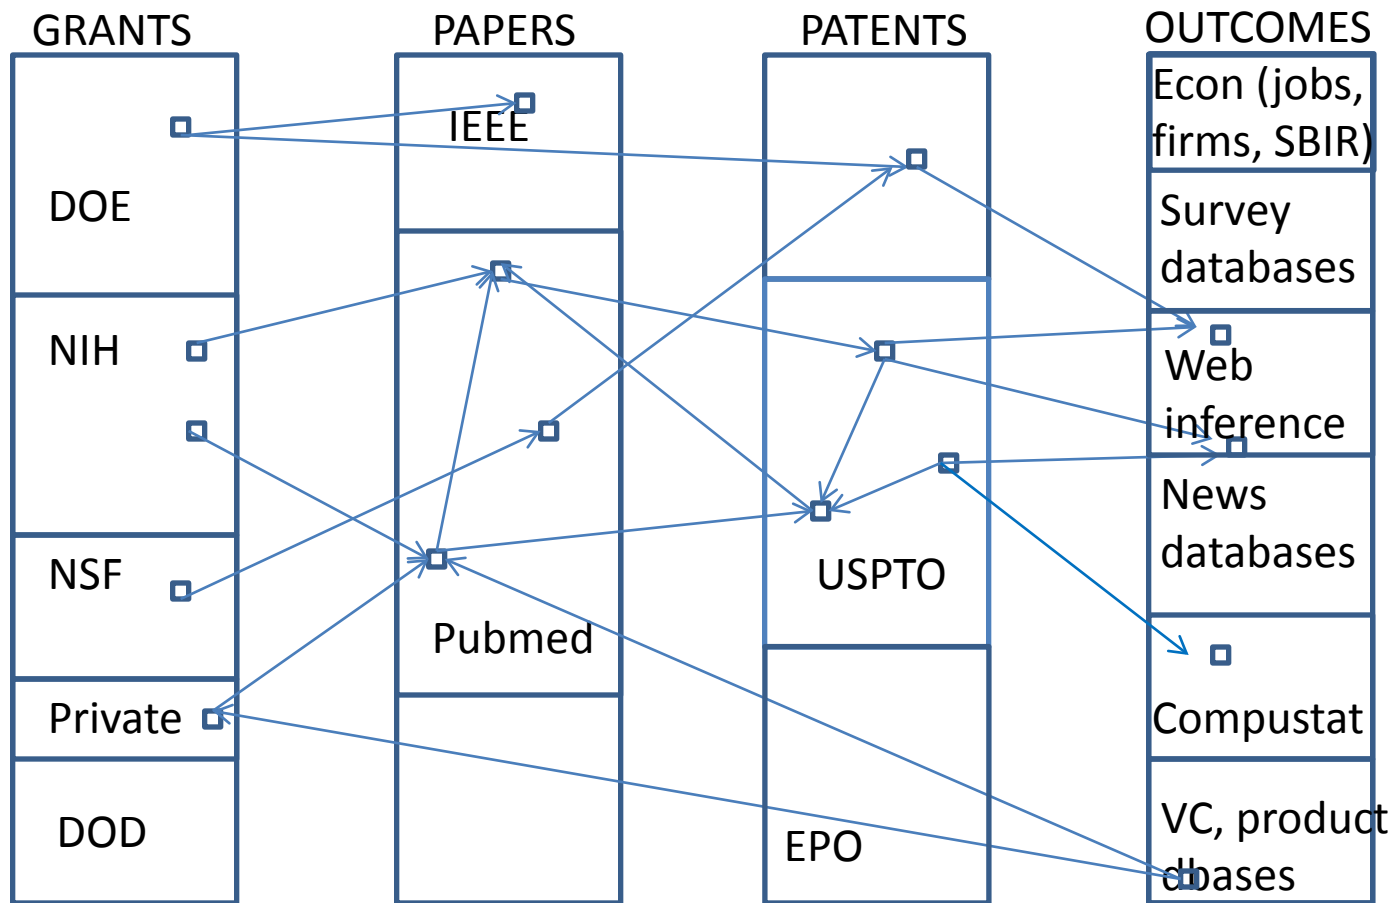 GRANTS
PAPERS
PATENTS
OUTCOMES
DOE
NIH
NSF
Private
DOD
IEEE
Pubmed
USPTO
EPO
Econ (jobs,
firms, SBIR)
Survey
databases
Web
inference
News
databases
Compustat
VC, product
dbases